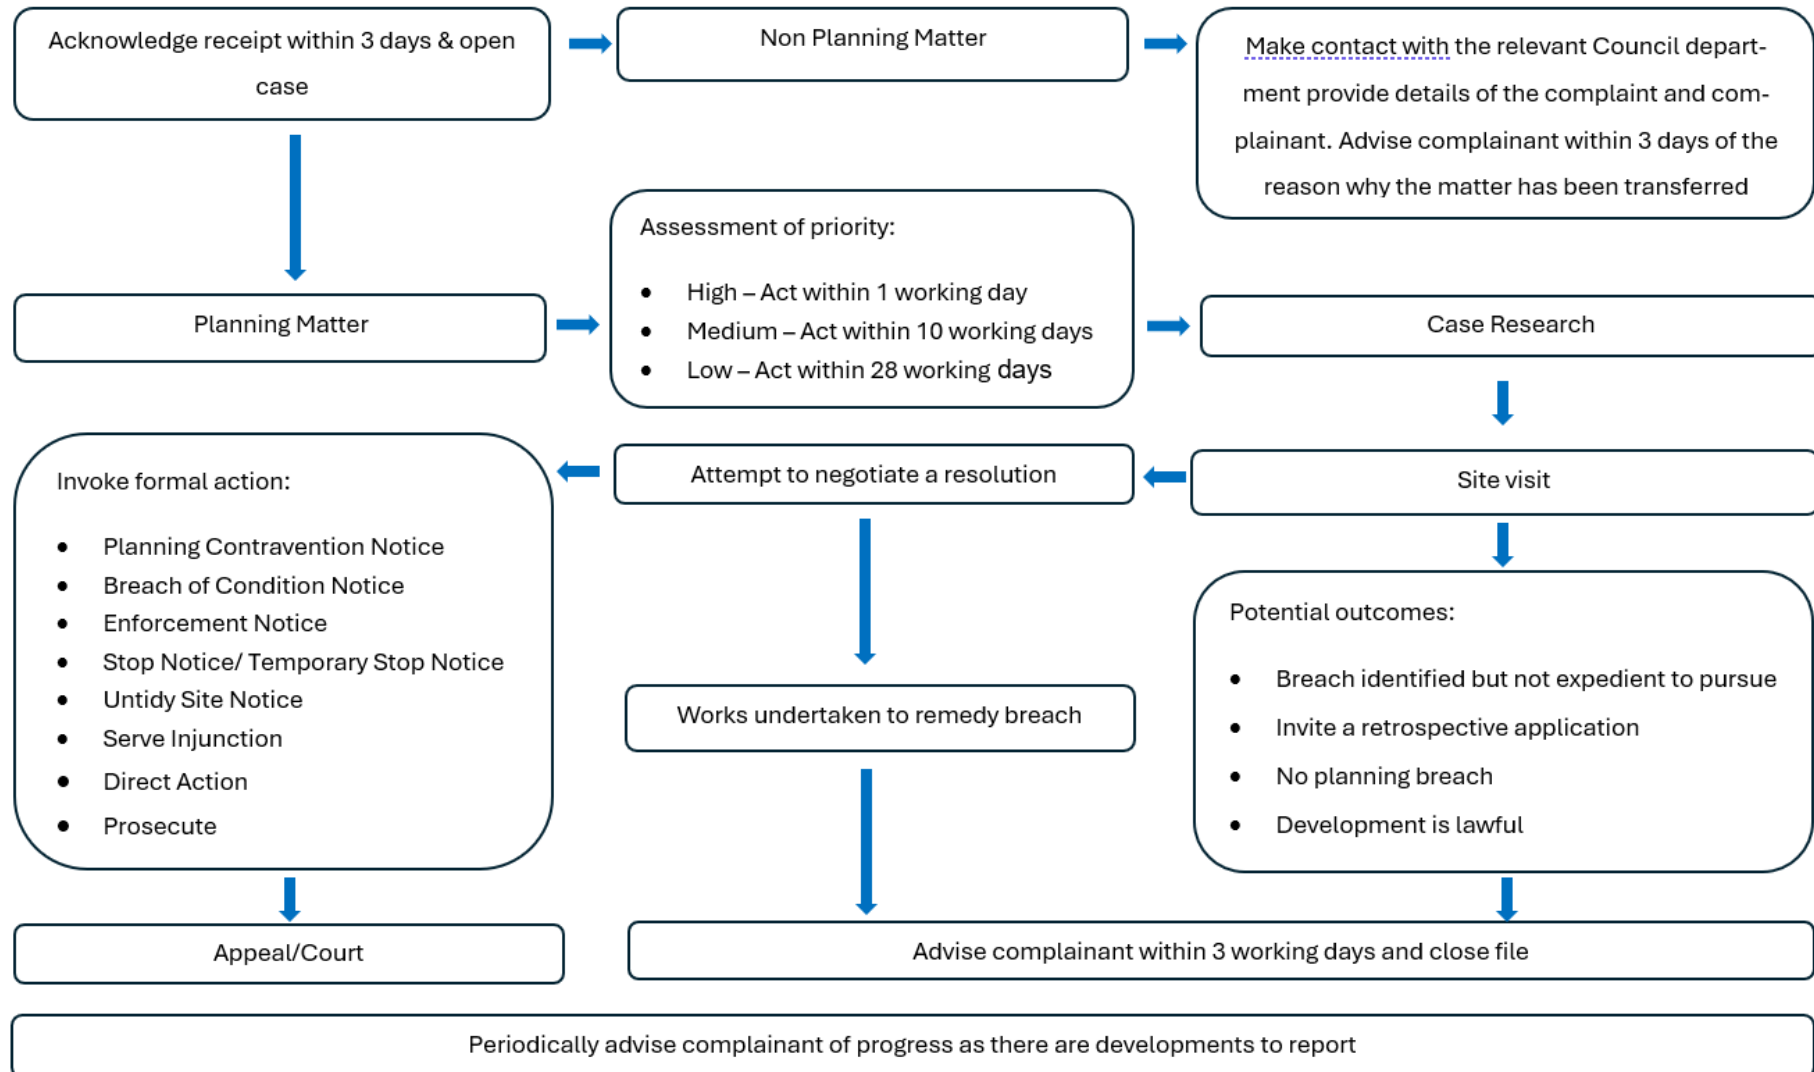 Acknowledge receipt within 3 days & open
case
Non Planning Matter
Make contact with the relevant Council depart-
ment provide details of the complaint and com-
plainant. Advise complainant within 3 days of the
reason why the matter has been transferred
Planning Matter
Assessment of priority:
• High – Act within 1 working day
• Medium – Act within 10 working days
• Low – Act within 28 working days
Case Research
Invoke formal action:
• Planning Contravention Notice
• Breach of Condition Notice
• Enforcement Notice
• Stop Notice/ Temporary Stop Notice
• Untidy Site Notice
• Serve Injunction
• Direct Action
• Prosecute
Attempt to negotiate a resolution
Site visit
Works undertaken to remedy breach
Potential outcomes:
• Breach identified but not expedient to pursue
• Invite a retrospective application
• No planning breach
• Development is lawful
Appeal/Court
Advise complainant within 3 working days and close file
Periodically advise complainant of progress as there are developments to report